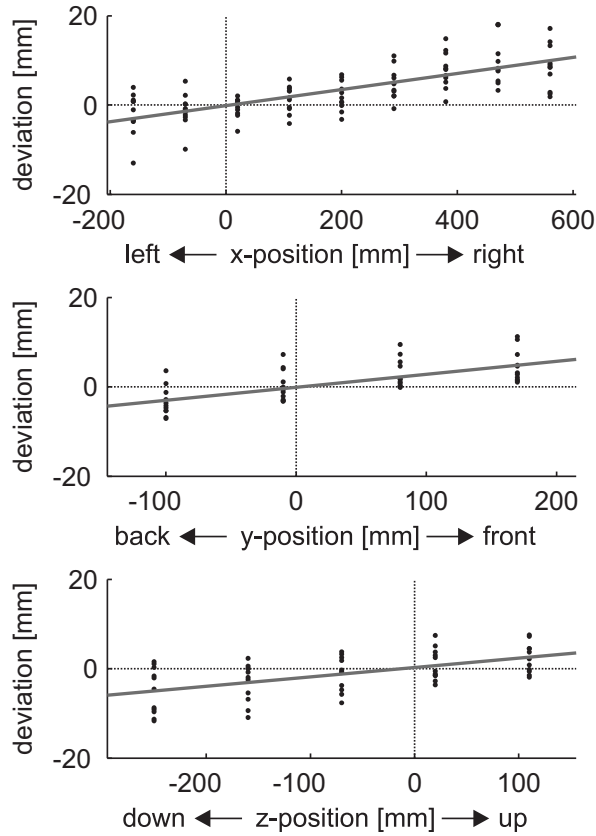 deviation [mm]
20
0
-20
-200 0 200 400 600
left ← x-position [mm] → right
deviation [mm]
20
0
-20
-100 0 100 200
back ← y-position [mm] → front
deviation [mm]
20
0
-20
-200 -100 0 100
down ← z-position [mm] → up